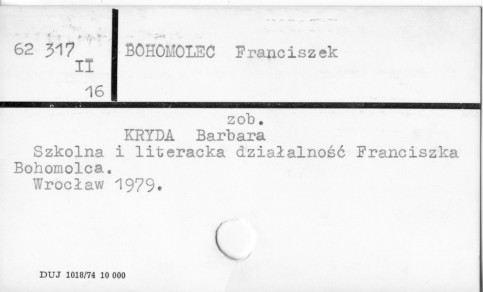 62 317
II
16
BOHOMOLEC Franciszek
zob.
KRYDA Barbara
Szkolna i literacka działalność Franciszka
Bohomolca.
Wrocław 1979.
DUJ 1018/74 10 000